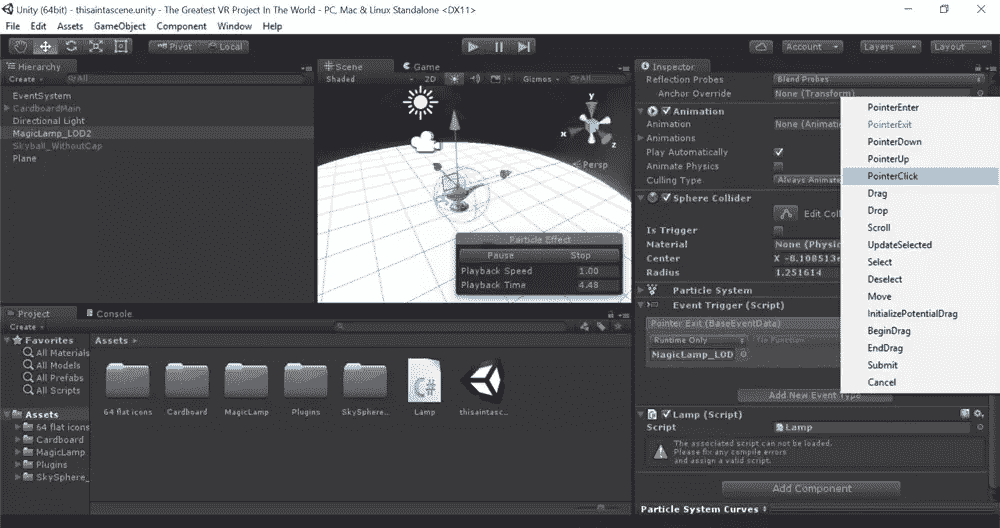 Unity (64bit) - thisaintascene.unity - The Greatest VR Project In The World - PC, Mac & Linux Standalone <DX11>
File Edit Assets GameObject Component Window Help
Pivot Local
Account Layers Layout
Hierarchy
Create All
EventSystem
CardboardMain
Directional Light
MagicLamp_LOD2
Skyball_WithoutCap
Plane
Scene Game
Shaded 2D Gizmos All
y
x
z
Persp
Particle Effect
Pause Stop
Playback Speed 1.00
Playback Time 4.48
Inspector
Reflection Probes Blend Probes
Anchor Override None (Transform)
Animation
Animation None (Animatio
Animations
Play Automatically
Animate Physics
Culling Type Always Animate
Sphere Collider
Edit Coll
Is Trigger
Material None (Physic
Center X -8.108513e
Radius 1.251614
Particle System
Event Trigger (Script)
Pointer Exit (BaseEventData)
Runtime Only No Function
MagicLamp_LOD
Add New Event Type
Lamp (Script)
Script Lamp
The associated script can not be loaded.
Please fix any compile errors
and assign a valid script.
Add Component
Particle System Curves
PointerEnter
PointerExit
PointerDown
PointerUp
PointerClick
Drag
Drop
Scroll
UpdateSelected
Select
Deselect
Move
InitializePotentialDrag
BeginDrag
EndDrag
Submit
Cancel
Project Console
Create
Favorites
All Materials
All Models
All Prefabs
All Scripts
Assets
64 flat icons
Cardboard
MagicLamp
Plugins
SkySphere_
Assets
64 flat icons Cardboard MagicLamp Plugins SkySphere... Lamp thisaintasc...
C#